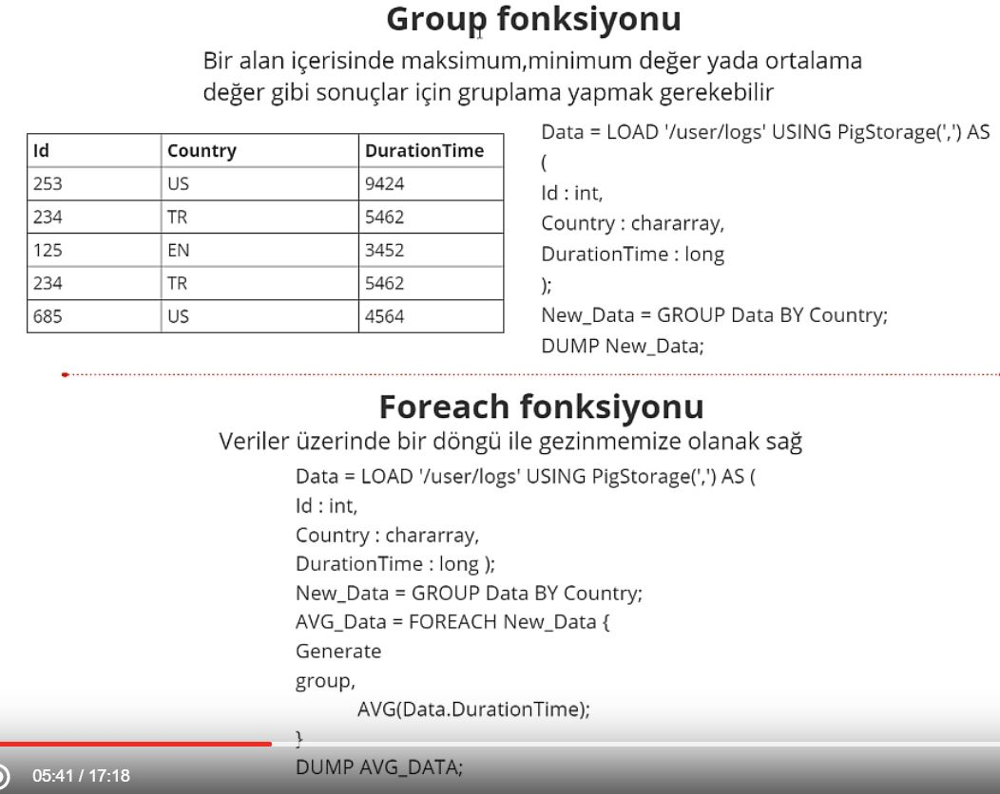 Group fonksiyonu
Bir alan içerisinde maksimum,minimum değer yada ortalama
değer gibi sonuçlar için gruplama yapmak gerekebilir
Id Country DurationTime
253 US 9424
234 TR 5462
125 EN 3452
234 TR 5462
685 US 4564
Data = LOAD '/user/logs' USING PigStorage(',') AS
(
Id : int,
Country : chararray,
DurationTime : long
);
New_Data = GROUP Data BY Country;
DUMP New_Data;
Foreach fonksiyonu
Veriler üzerinde bir döngü ile gezinmemize olanak sağ
Data = LOAD '/user/logs' USING PigStorage(',') AS (
Id : int,
Country : chararray,
DurationTime : long );
New_Data = GROUP Data BY Country;
AVG_Data = FOREACH New_Data {
Generate
group,
AVG(Data.DurationTime);
}
DUMP AVG_DATA;
05:41 / 17:18